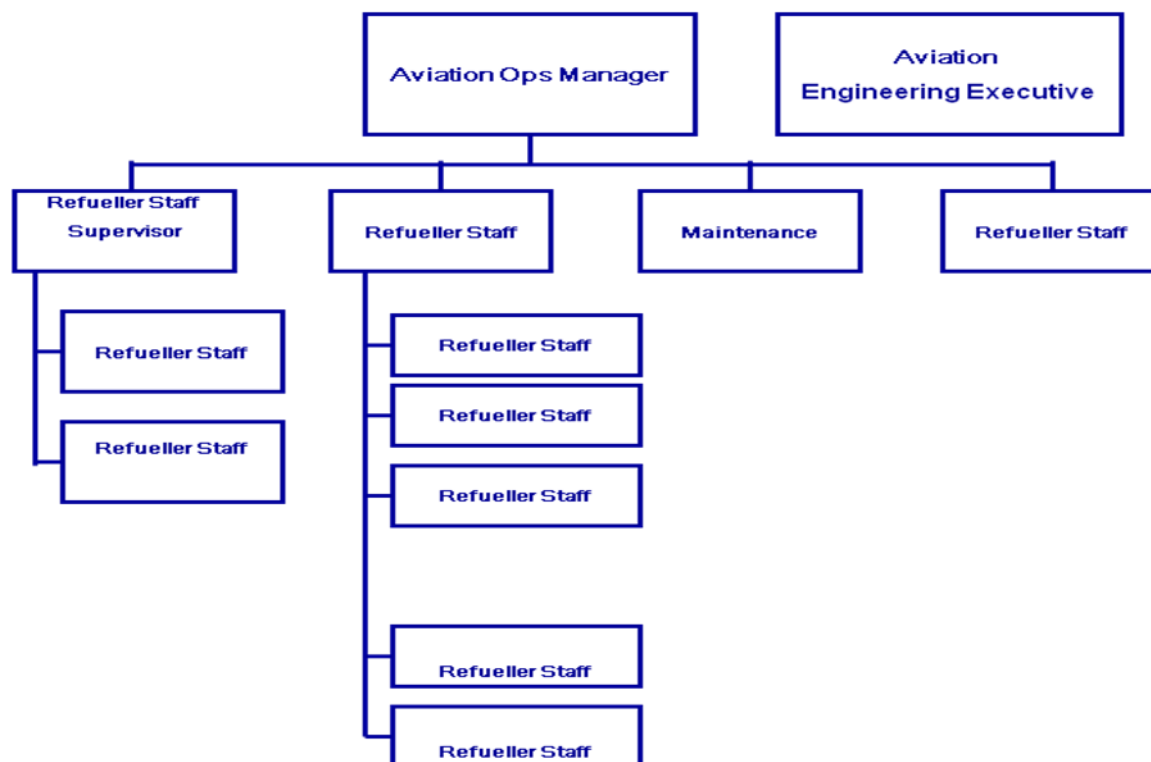 Aviation Ops Manager
Aviation
Engineering Executive
Refueller Staff
Supervisor
Refueller Staff
Maintenance
Refueller Staff
Refueller Staff
Refueller Staff
Refueller Staff
Refueller Staff
Refueller Staff
Refueller Staff
Refueller Staff